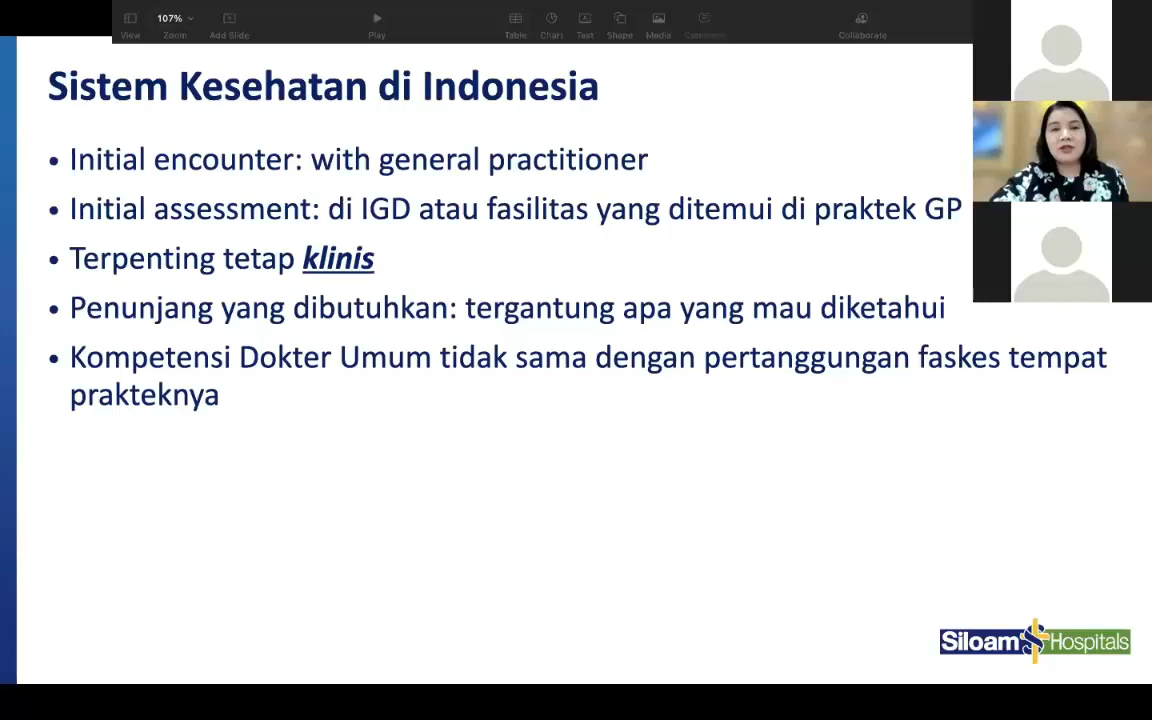 107%
View
Zoom
Add Slide
Play
Table
Chart
Text
Shape
Media
Comment
Collaborate
Sistem Kesehatan di Indonesia
• Initial encounter: with general practitioner
• Initial assessment: di IGD atau fasilitas yang ditemui di praktek GP
• Terpenting tetap klinis
• Penunjang yang dibutuhkan: tergantung apa yang mau diketahui
• Kompetensi Dokter Umum tidak sama dengan pertanggungan faskes tempat
prakteknya
Siloam Hospitals